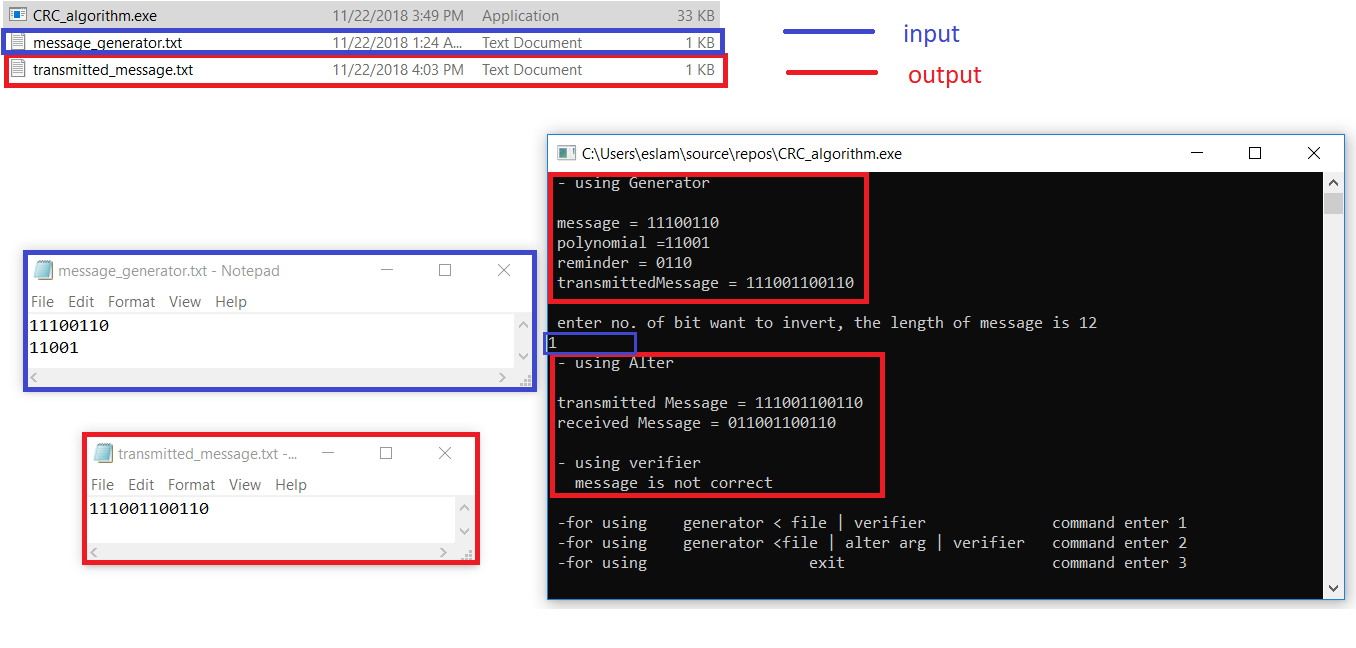 CRC_algorithm.exe 11/22/2018 3:49 PM Application 33 KB
message_generator.txt 11/22/2018 1:24 A... Text Document 1 KB
transmitted_message.txt 11/22/2018 4:03 PM Text Document 1 KB
input
output
C:\Users\eslam\source\repos\CRC_algorithm.exe
- using Generator
message = 11100110
polynomial =11001
reminder = 0110
transmittedMessage = 111001100110
enter no. of bit want to invert, the length of message is 12
1
- using Alter
transmitted Message = 111001100110
received Message = 011001100110
- using verifier
message is not correct
-for using generator < file | verifier command enter 1
-for using generator <file | alter arg | verifier command enter 2
-for using exit command enter 3
message_generator.txt - Notepad
File Edit Format View Help
11100110
11001
transmitted_message.txt -...
File Edit Format View Help
111001100110